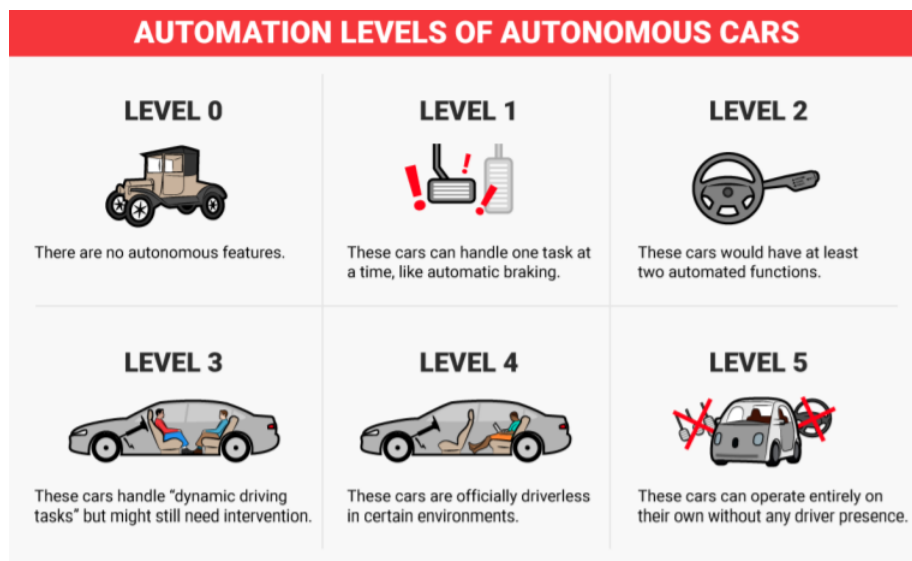 AUTOMATION LEVELS OF AUTONOMOUS CARS
LEVEL 0
There are no autonomous features.
LEVEL 1
These cars can handle one task at
a time, like automatic braking.
LEVEL 2
These cars would have at least
two automated functions.
LEVEL 3
These cars handle “dynamic driving
tasks” but might still need intervention.
LEVEL 4
These cars are officially driverless
in certain environments.
LEVEL 5
These cars can operate entirely on
their own without any driver presence.